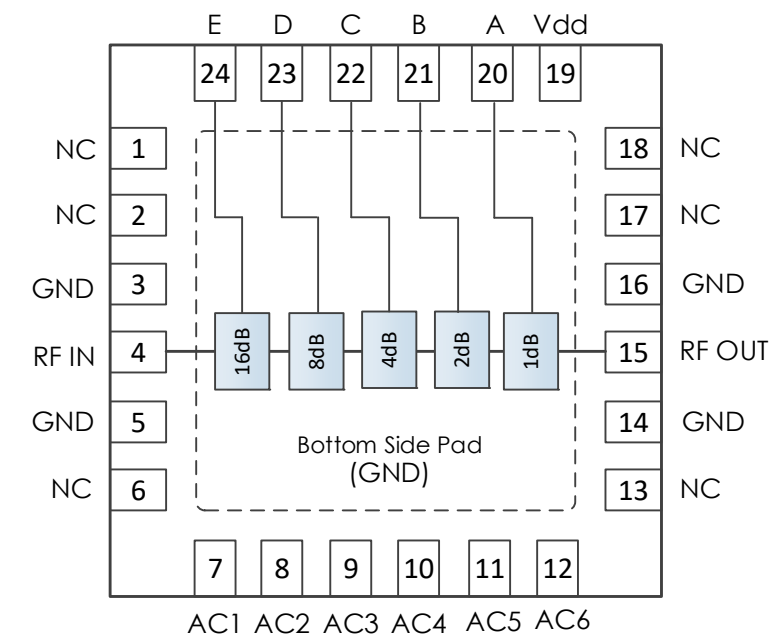 E D C B A Vdd
24 23 22 21 20 19
NC 1 18 NC
NC 2 17 NC
GND 3 16 GND
RF IN 4 16dB 8dB 4dB 2dB 1dB 15 RF OUT
GND 5 14 GND
Bottom Side Pad
(GND)
NC 6 13 NC
7 8 9 10 11 12
AC1 AC2 AC3 AC4 AC5 AC6